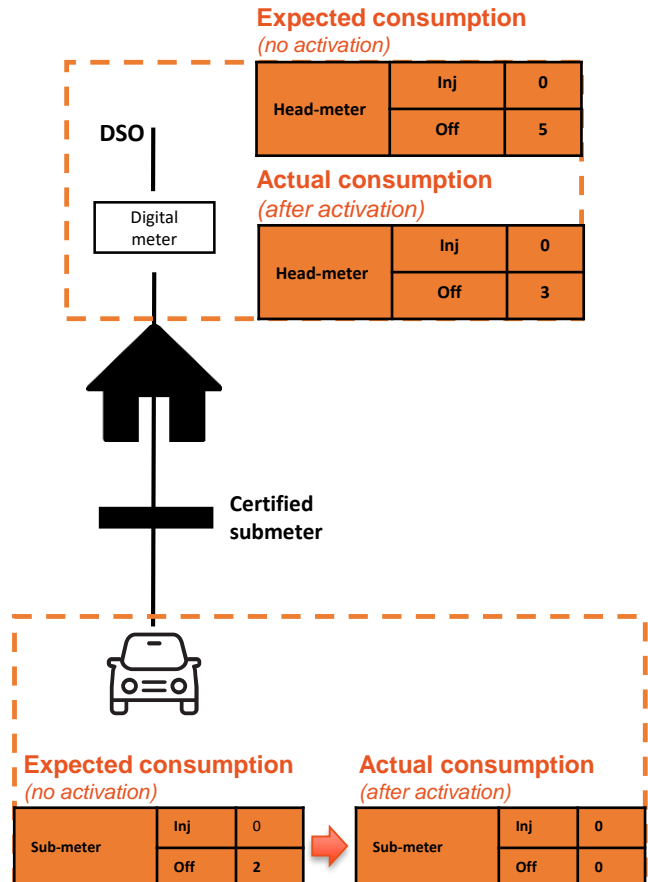 Expected consumption
(no activation)
Head-meter Inj 0
Off 5
DSO
Actual consumption
(after activation)
Digital
meter
Head-meter Inj 0
Off 3
Certified
submeter
Expected consumption
(no activation)
Sub-meter Inj 0
Off 2
Actual consumption
(after activation)
Sub-meter Inj 0
Off 0